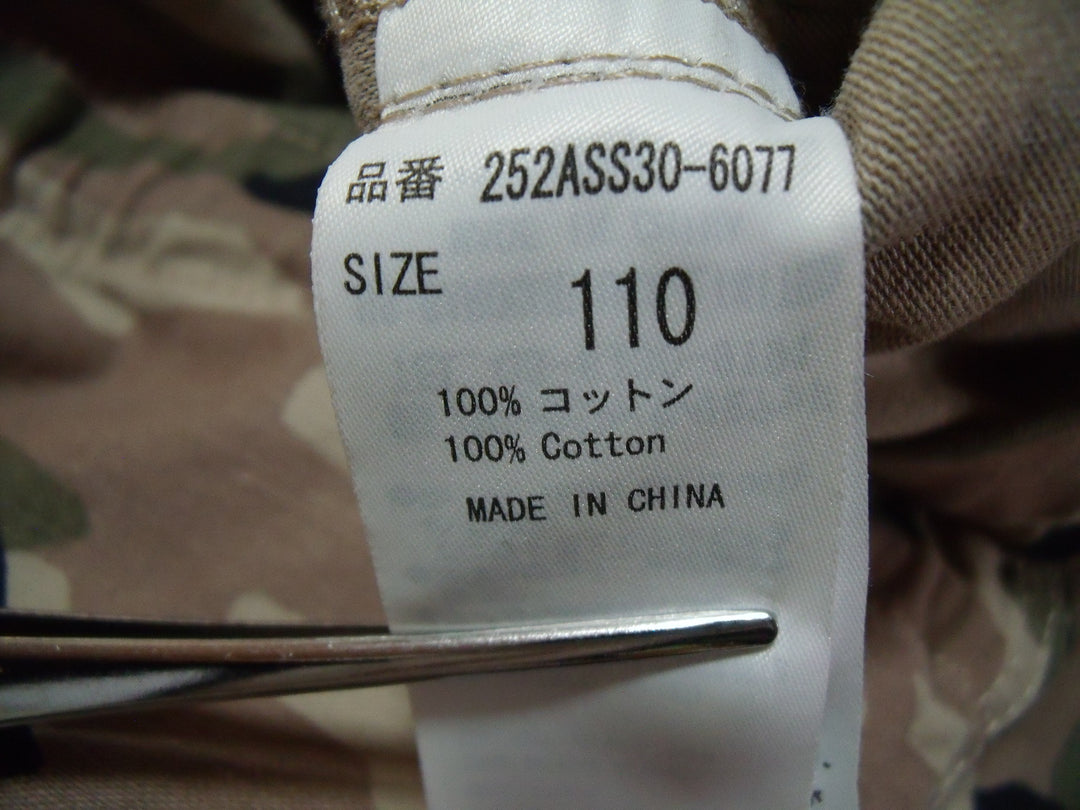 品番 252ASS30-6077
SIZE 110
100% コットン
100% Cotton
MADE IN CHINA